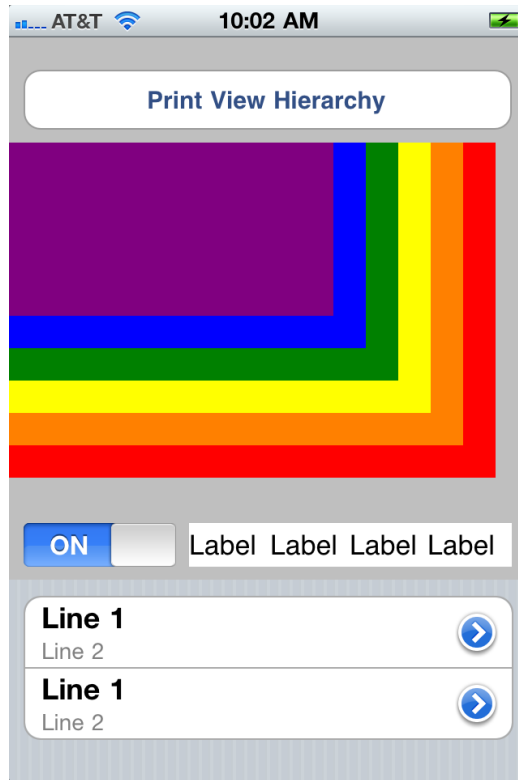 AT&T 10:02 AM
Print View Hierarchy
ON Label Label Label Label
Line 1
Line 2
Line 1
Line 2